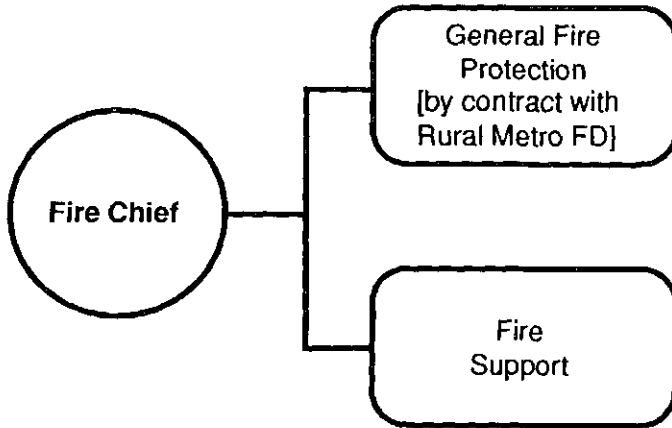 Fire Chief
General Fire
Protection
[by contract with
Rural Metro FD]
Fire
Support